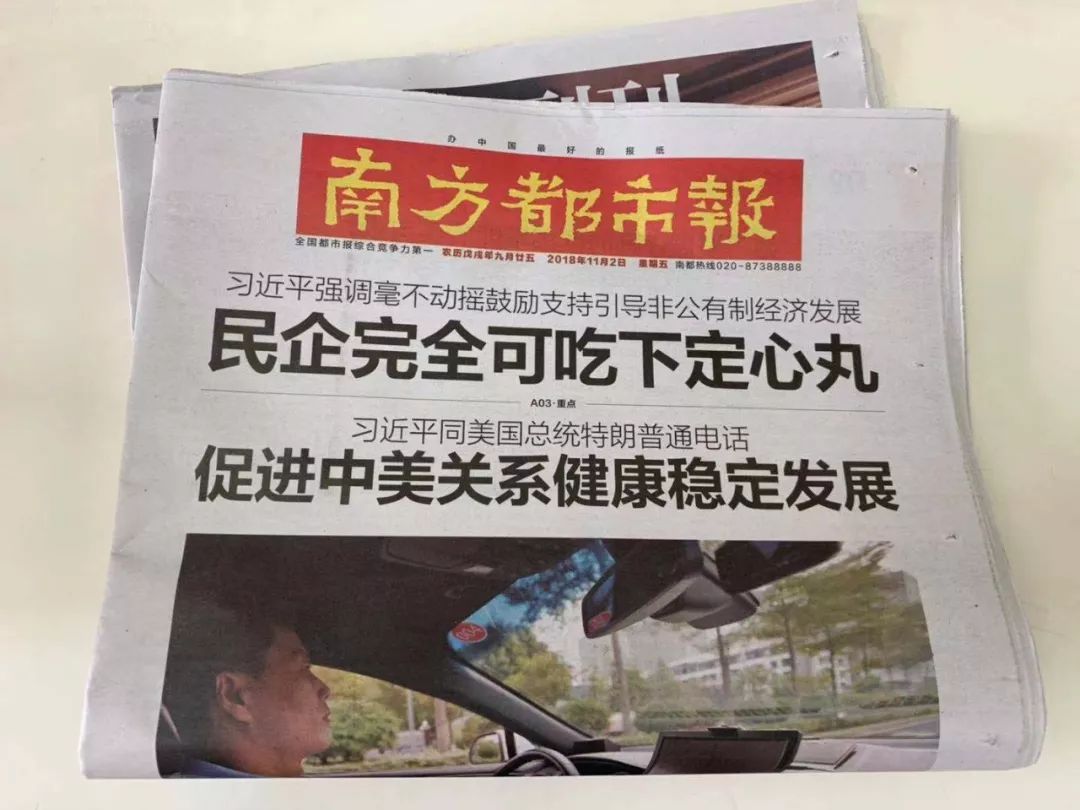 办中国最好的报纸
南方都市報
全国都市报综合竞争力第一 农历戊戌年九月廿五 2018年11月2日 星期五 南都热线020-87388888
习近平强调毫不动摇鼓励支持引导非公有制经济发展
民企完全可吃下定心丸
A03·重点
习近平同美国总统特朗普通电话
促进中美关系健康稳定发展